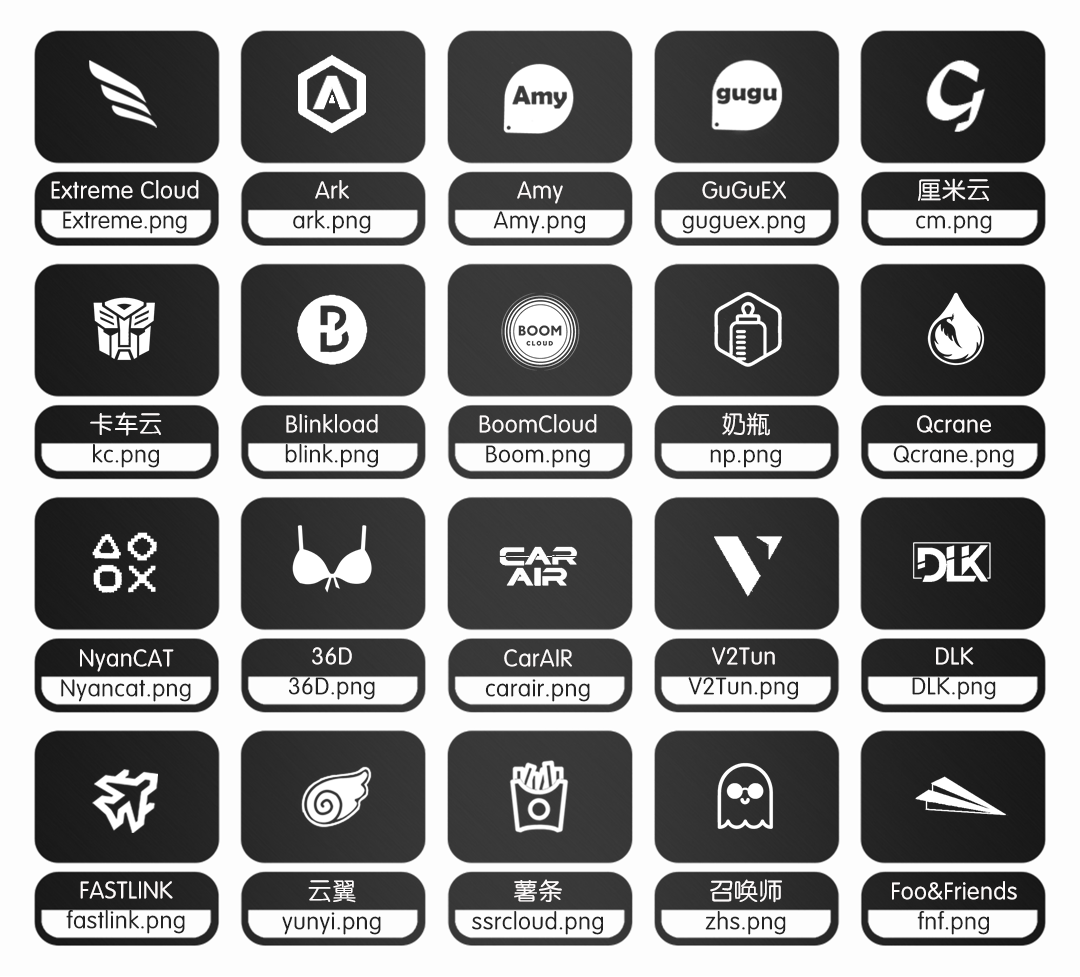 Amy
gugu
Extreme Cloud
Extreme.png
Ark
ark.png
Amy
Amy.png
GuGuEX
guguex.png
厘米云
cm.png
BOOM
CLOUD
卡车云
kc.png
Blinkload
blink.png
BoomCloud
Boom.png
奶瓶
np.png
Qcrane
Qcrane.png
CAR
AIR
DLK
NyanCAT
Nyancat.png
36D
36D.png
CarAIR
carair.png
V2Tun
V2Tun.png
DLK
DLK.png
FASTLINK
fastlink.png
云翼
yunyi.png
薯条
ssrcloud.png
召唤师
zhs.png
Foo&Friends
fnf.png